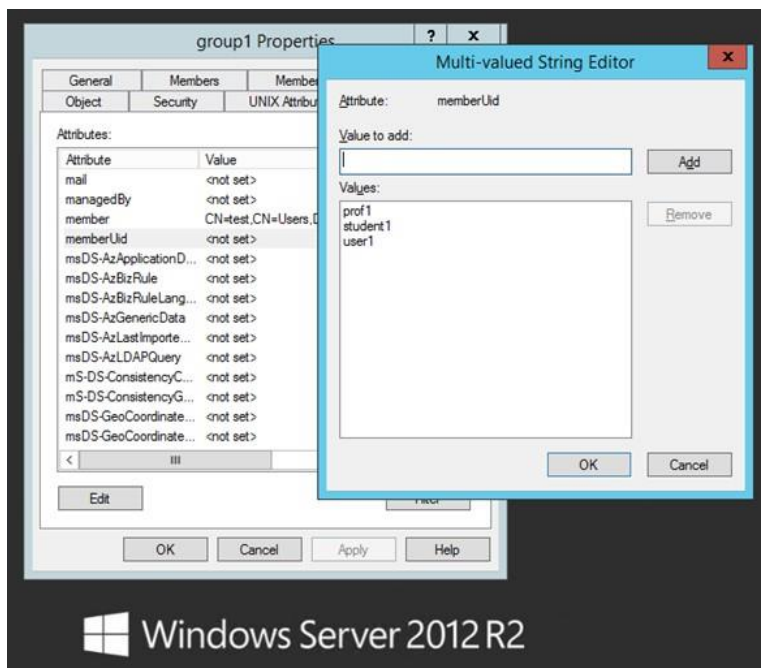 group1 Properties
? x
General Members Member
Object Security UNIX Attribu
Attributes:
Attribute Value
mail <not set>
managedBy <not set>
member CN=test,CN=Users,D
memberUid <not set>
msDS-AzApplicationD... <not set>
msDS-AzBizRule <not set>
msDS-AzBizRuleLang... <not set>
msDS-AzGenericData <not set>
msDS-AzLastImporte... <not set>
msDS-AzLDAPQuery <not set>
mS-DS-ConsistencyC... <not set>
mS-DS-ConsistencyG... <not set>
msDS-GeoCoordinate... <not set>
msDS-GeoCoordinate... <not set>
Edit Filter
OK Cancel Apply Help
Multi-valued String Editor
x
Attribute: memberUid
Value to add:
Add
Values:
prof1
student1
user1
Remove
OK Cancel
Windows Server 2012 R2